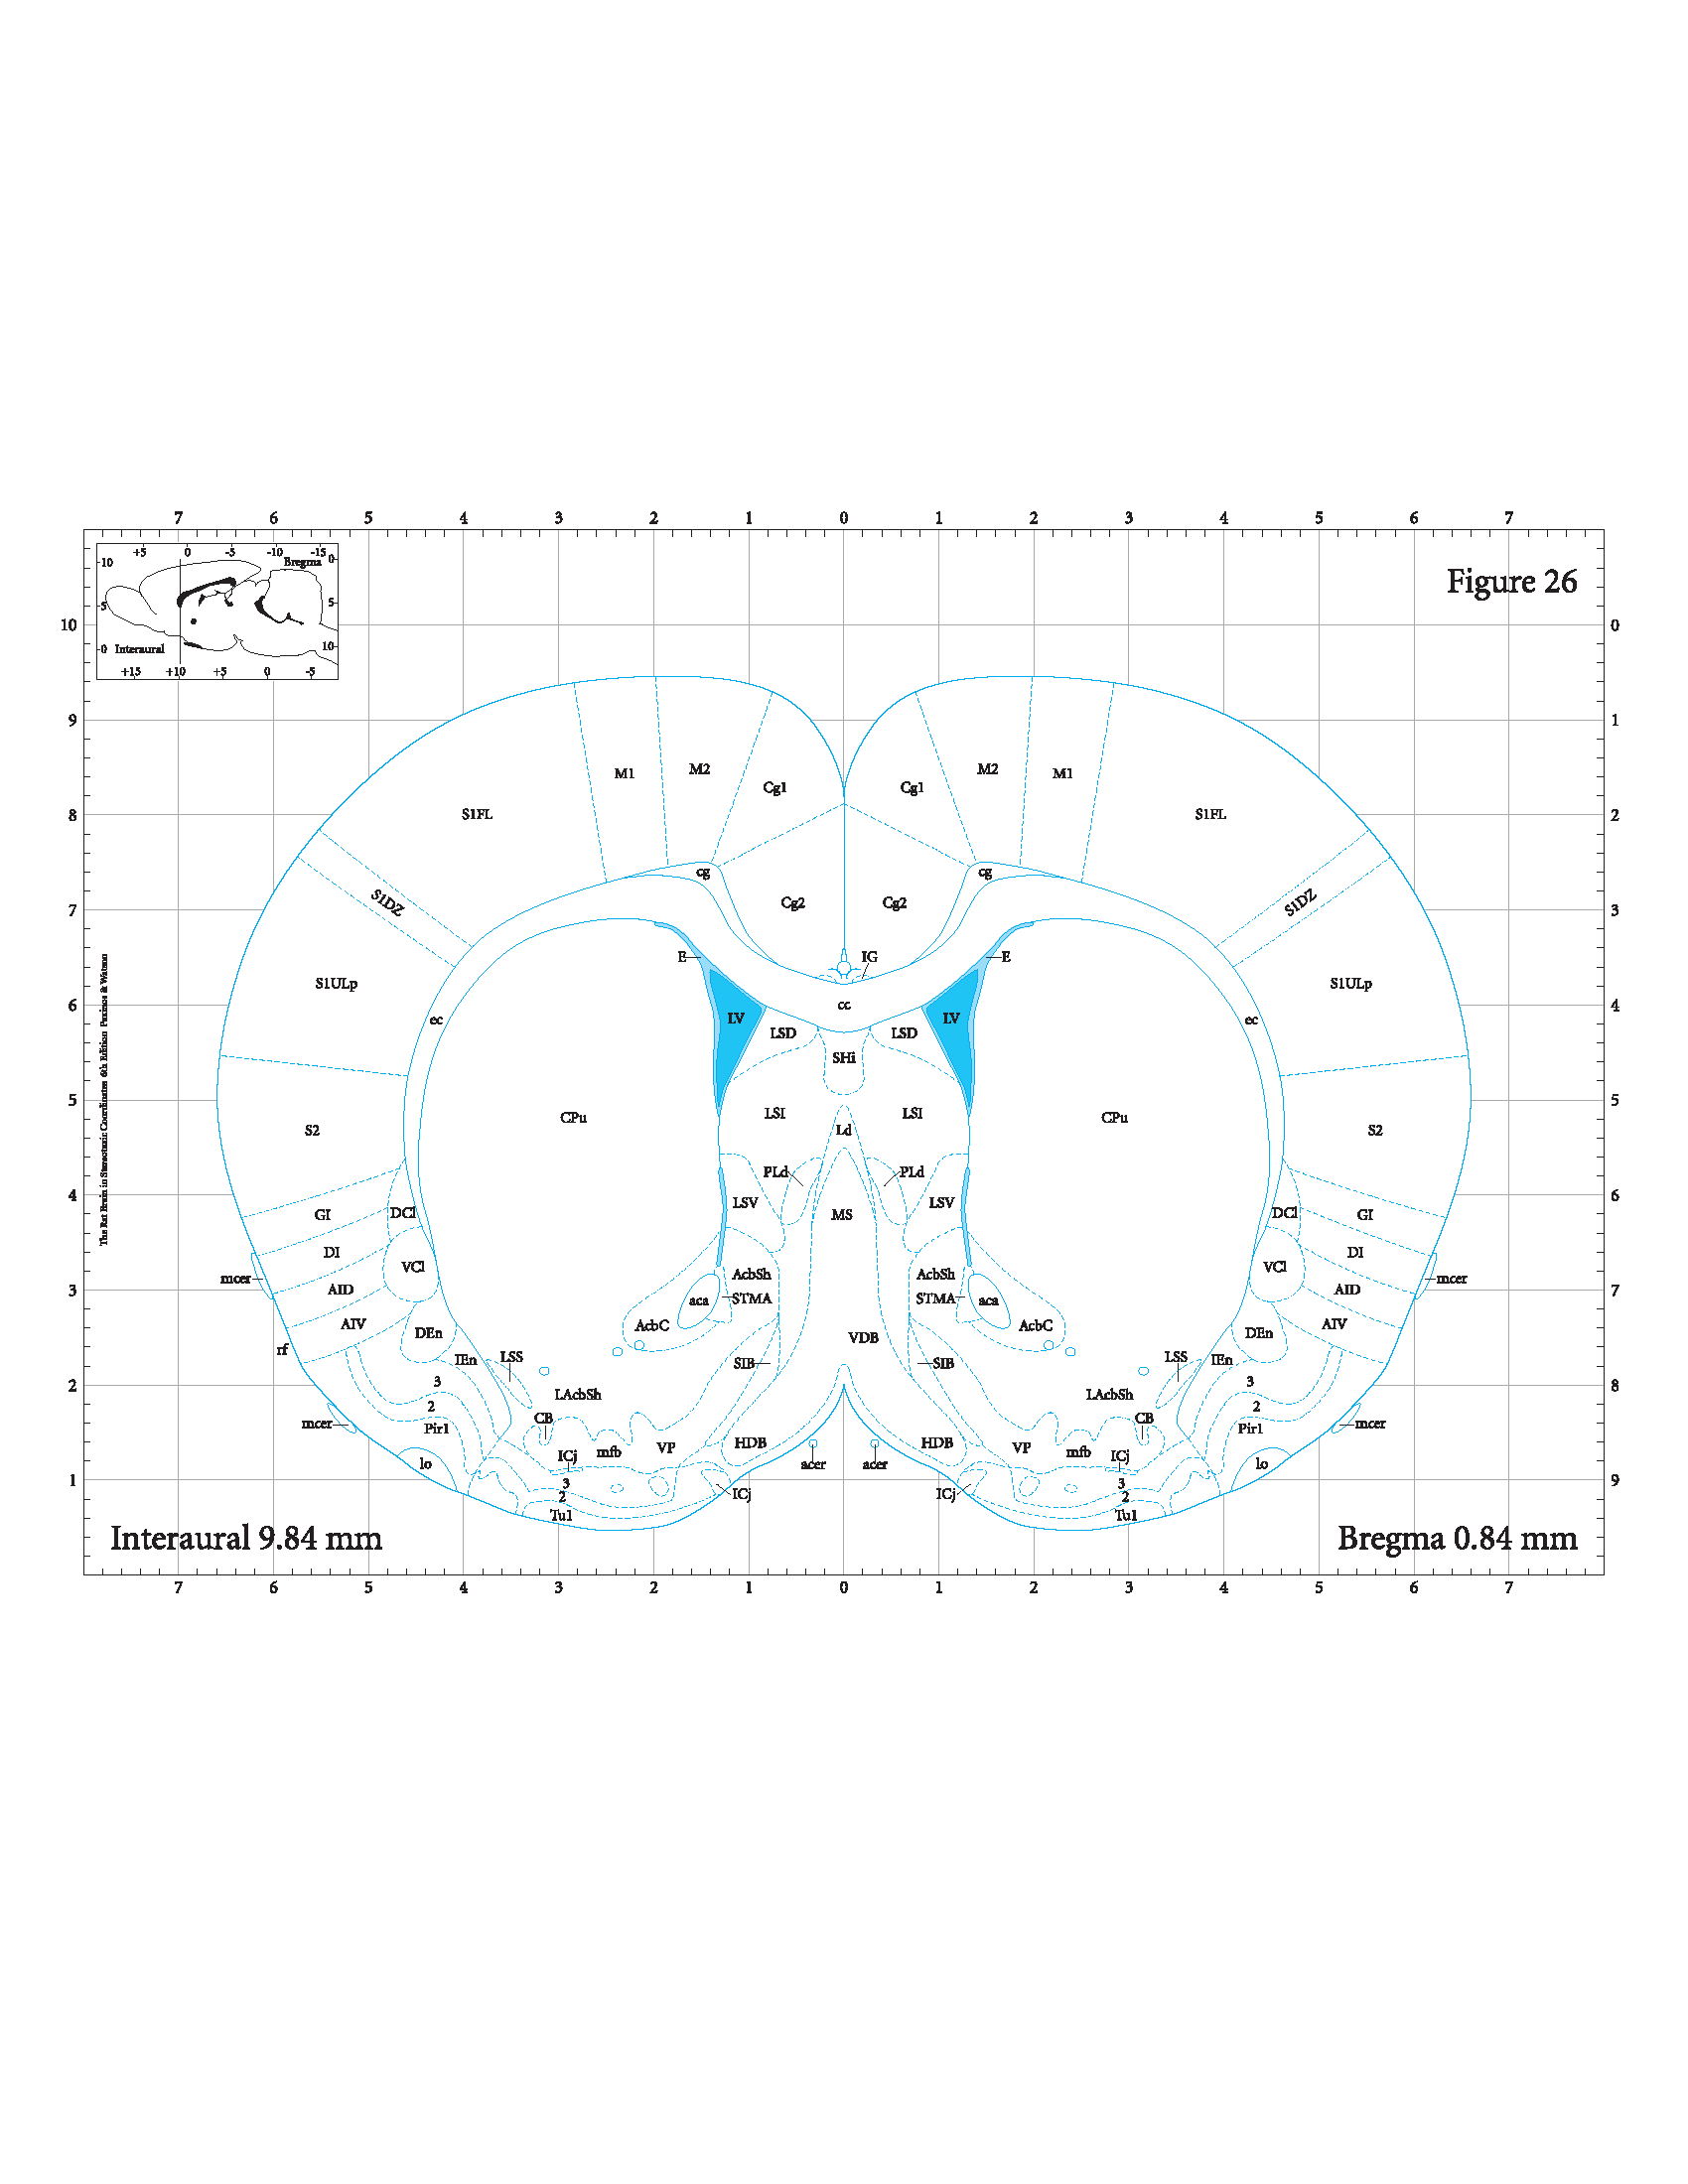 7 6 5 4 3 2 1 0 1 2 3 4 5 6 7
+5 0 -5 -10 -15
Bregma
10 0
5 5
0 Interaural 10
+15 +10 +5 0 -5
Figure 26
10 0
9 1
M1 M2 Cg1 Cg1 M2 M1
8 S1FL S1FL 2
cg cg
7 S1DZ Cg2 Cg2 S1DZ 3
E IG E
S1ULp S1ULp
6 ec LV cc LV ec 4
LSD LSD
SHi
5 CPu LSI LSI CPu 5
S2 Ld S2
PLd PLd
4 LSV LSV 6
GI DCl MS DCl GI
DI DI
mcer VCl AcbSh AcbSh VCl mcer
3 AID aca STMA STMA aca AID 7
AIV AcbC AcbC AIV
rf DEn VDB DEn
IEn LSS SIB SIB LSS IEn
2 3 LAcbSh LAcbSh 3 8
2 2
mcer Pir1 CB CB Pir1 mcer
lo ICj mfb VP HDB HDB VP mfb ICj lo
acer acer
1 3 3 9
2 ICj ICj 2
Tu1 Tu1
Interaural 9.84 mm
Bregma 0.84 mm
7 6 5 4 3 2 1 0 1 2 3 4 5 6 7
The Rat Brain in Stereotaxic Coordinates 6th Edition Paxinos & Watson